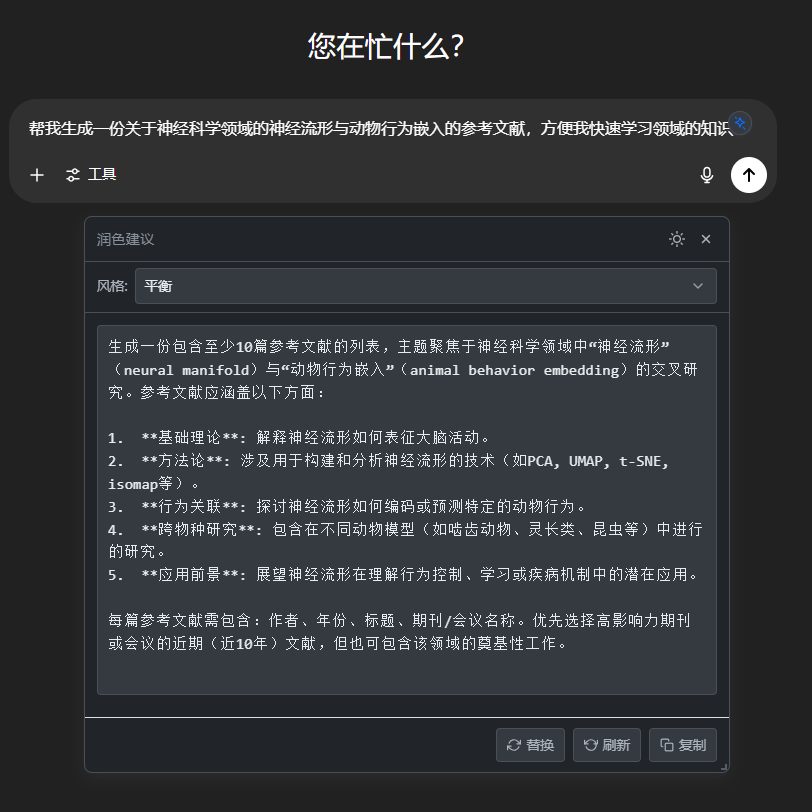 您在忙什么？
帮我生成一份关于神经科学领域的神经流形与动物行为嵌入的参考文献，方便我快速学习领域的知识
工具
润色建议
风格:
平衡
生成一份包含至少10篇参考文献的列表，主题聚焦于神经科学领域中“神经流形”
（neural manifold）与“动物行为嵌入”（animal behavior embedding）的交叉研
究。参考文献应涵盖以下方面：
1. **基础理论**: 解释神经流形如何表征大脑活动。
2. **方法论**: 涉及用于构建和分析神经流形的技术（如PCA, UMAP, t-SNE,
isomap等）。
3. **行为关联**: 探讨神经流形如何编码或预测特定的动物行为。
4. **跨物种研究**: 包含在不同动物模型（如啮齿动物、灵长类、昆虫等）中进行
的研究。
5. **应用前景**: 展望神经流形在理解行为控制、学习或疾病机制中的潜在应用。
每篇参考文献需包含：作者、年份、标题、期刊/会议名称。优先选择高影响力期刊
或会议的近期（近10年）文献，但也可包含该领域的奠基性工作。
替换
刷新
复制